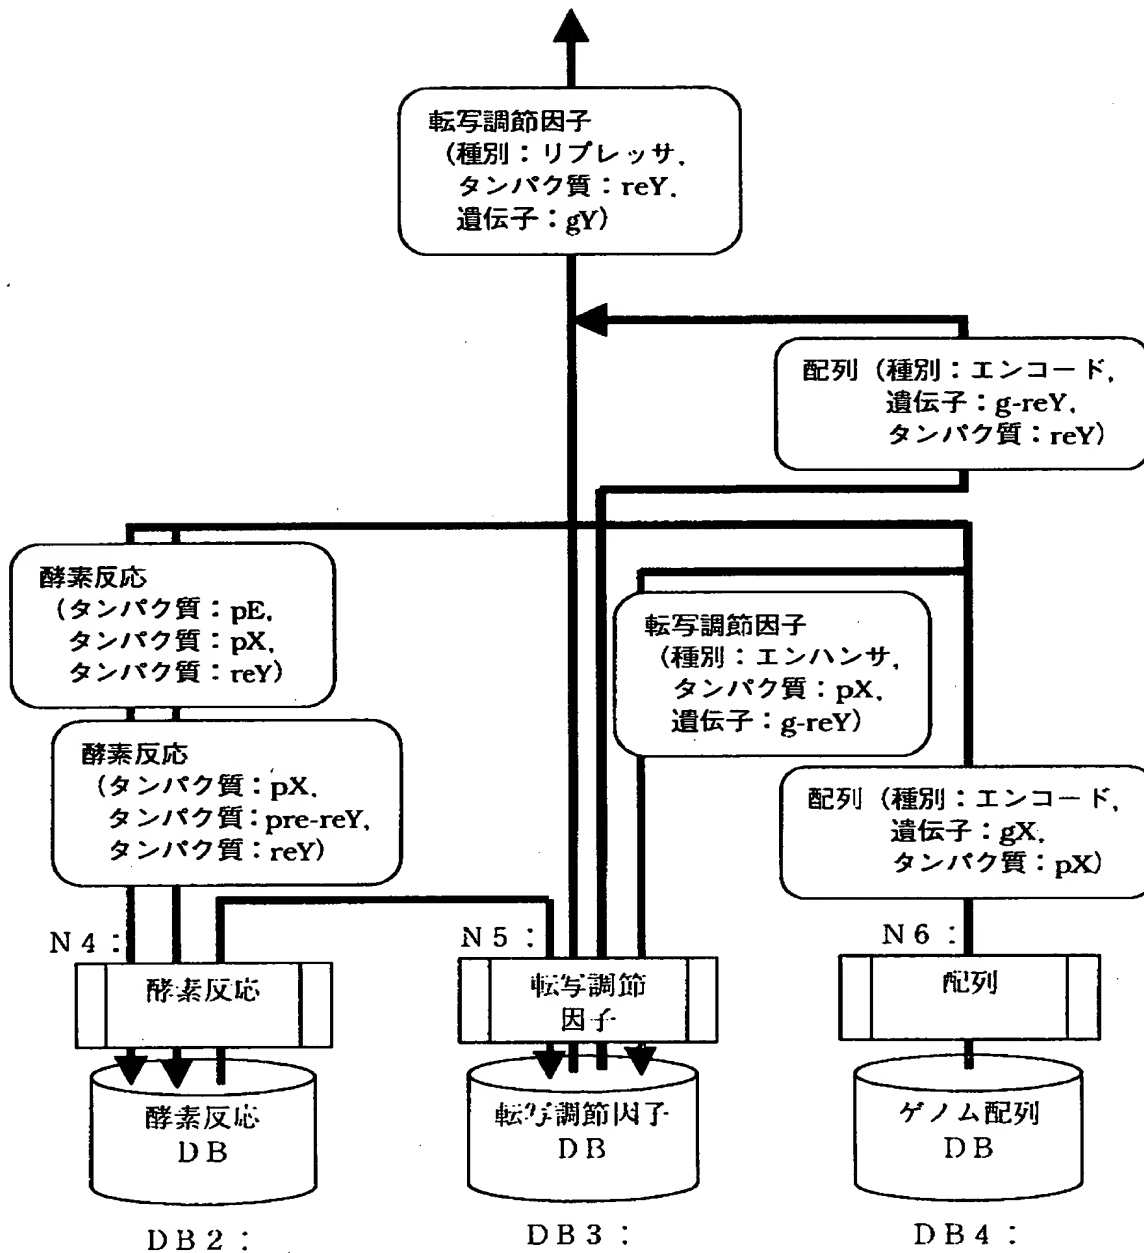 転写調節因子
(種別：リプレッサ,
タンパク質：reY,
遺伝子：gY)
配列 (種別：エンコード,
遺伝子：g-reY,
タンパク質：reY)
酵素反応
(タンパク質：pE,
タンパク質：pX,
タンパク質：reY)
転写調節因子
(種別：エンハンサ,
タンパク質：pX,
遺伝子：g-reY)
酵素反応
(タンパク質：pX,
タンパク質：pre-reY,
タンパク質：reY)
配列 (種別：エンコード,
遺伝子：gX,
タンパク質：pX)
N4：
N5：
N6：
酵素反応
転写調節
因子
配列
酵素反応
DB
転写調節因子
DB
ゲノム配列
DB
DB2：
DB3：
DB4：